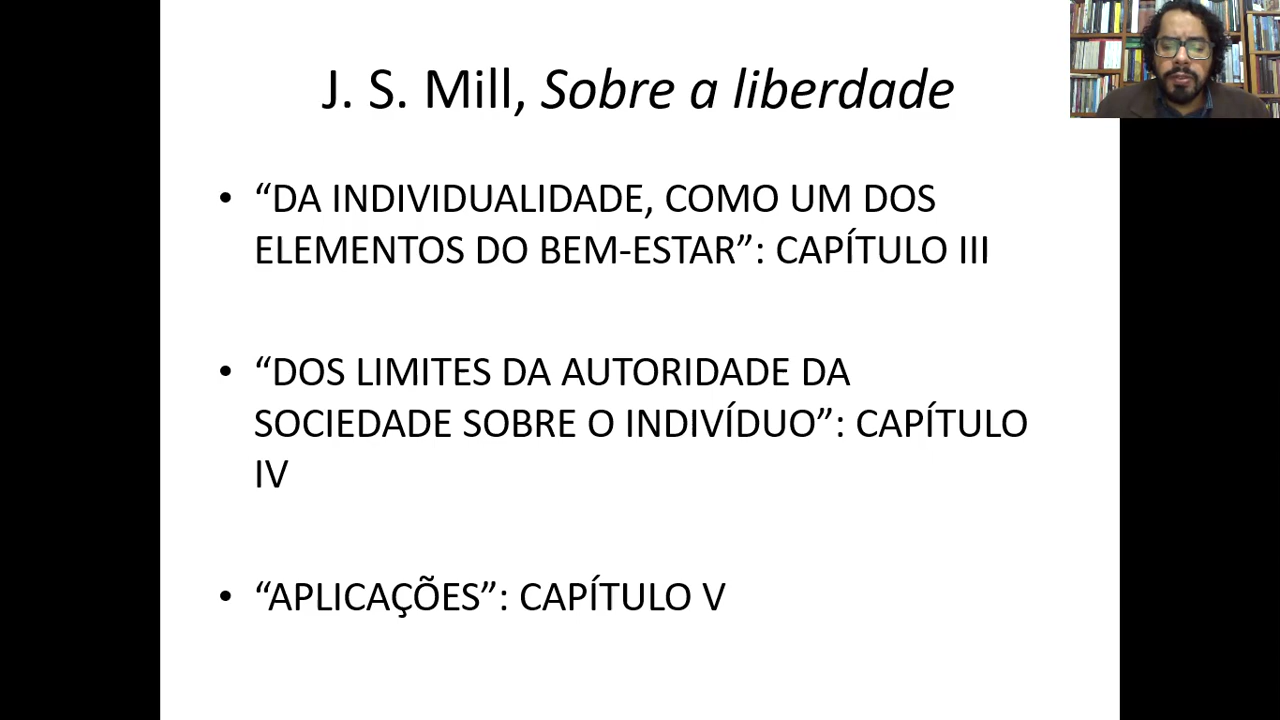 J. S. Mill, Sobre a liberdade
• “DA INDIVIDUALIDADE, COMO UM DOS
ELEMENTOS DO BEM-ESTAR”: CAPÍTULO III
• “DOS LIMITES DA AUTORIDADE DA
SOCIEDADE SOBRE O INDIVÍDUO”: CAPÍTULO
IV
• “APLICAÇÕES”: CAPÍTULO V